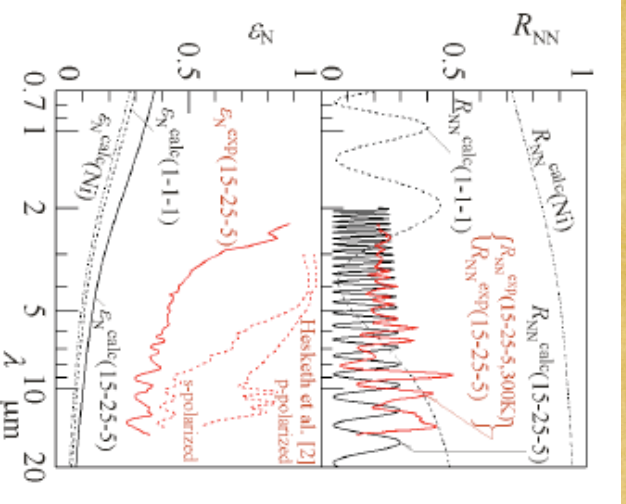 R_NN
1
0.5
0
R_NN^calc(Ni)
R_NN^calc(1-1-1)
R_NN^calc(15-25-5)
{R_NN^exp(15-25-5,300K)}
{R_NN^exp(15-25-5)}
ε_N
1
0.5
0
ε_N^exp(15-25-5)
Hesketh et al. [2]
p-polarized
s-polarized
ε_N^calc(1-1-1)
ε_N^calc(Ni)
ε_N^calc(15-25-5)
0.7 1 2 5 10 20
λ μm